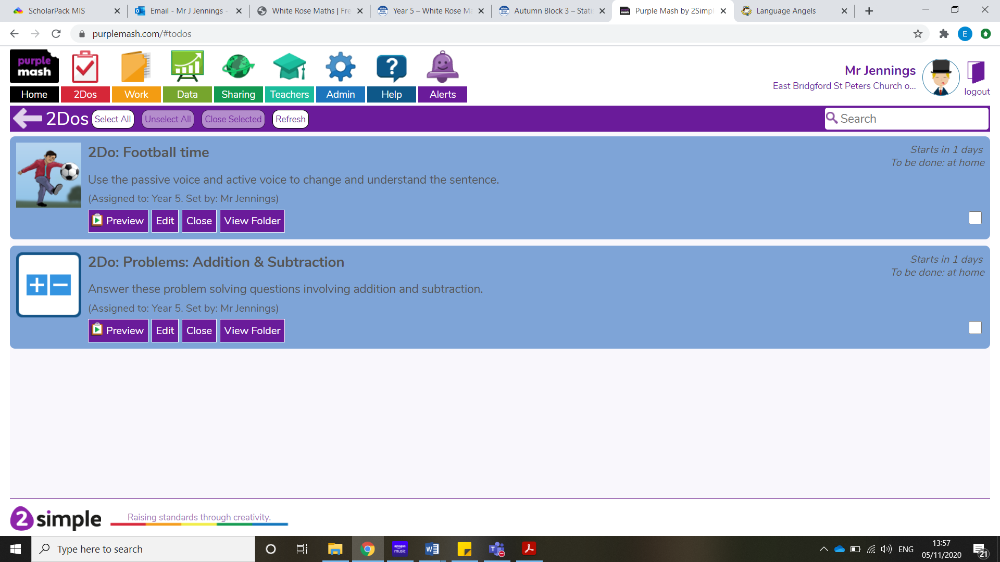 ScholarPack MIS
Email - Mr J Jennings -
White Rose Maths | Fre
Year 5 – White Rose Ma
Autumn Block 3 – Statis
Purple Mash by 2Simpl
Language Angels
purplemash.com/#todos
E
purple
mash
?
Home
2Dos
Work
Data
Sharing
Teachers
Admin
Help
Alerts
Mr Jennings
East Bridgford St Peters Church o...
logout
2Dos
Select All
Unselect All
Close Selected
Refresh
Search
2Do: Football time
Starts in 1 days
To be done: at home
Use the passive voice and active voice to change and understand the sentence.
(Assigned to: Year 5. Set by: Mr Jennings)
Preview
Edit
Close
View Folder
2Do: Problems: Addition & Subtraction
Starts in 1 days
To be done: at home
+ −
Answer these problem solving questions involving addition and subtraction.
(Assigned to: Year 5. Set by: Mr Jennings)
Preview
Edit
Close
View Folder
2simple
Raising standards through creativity.
Type here to search
amazon
music
W
T
ENG
13:57
05/11/2020
21